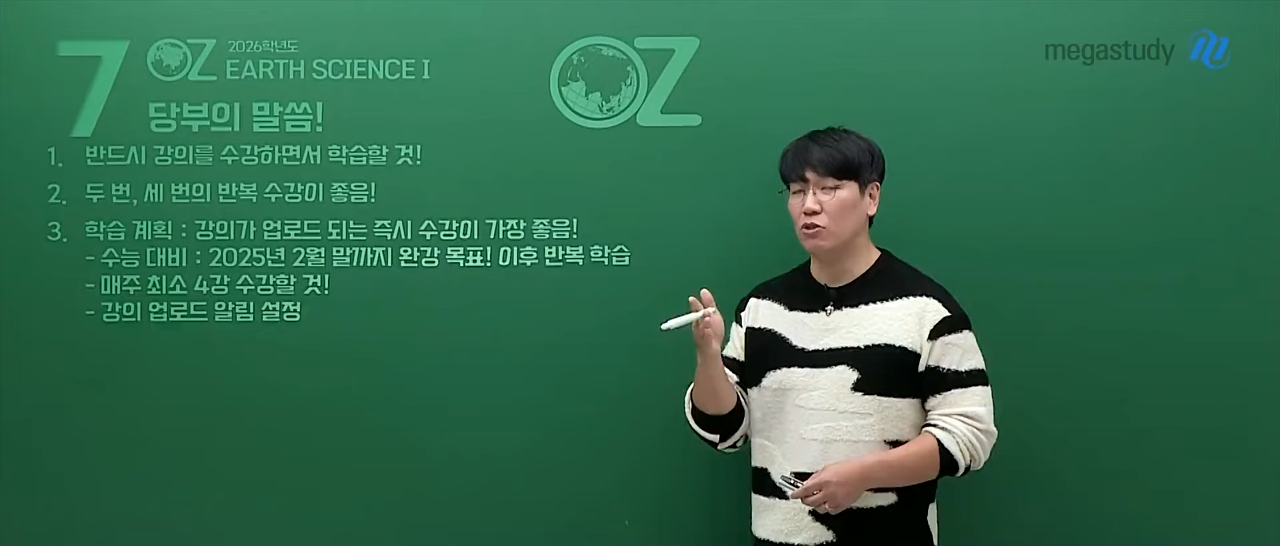 7
OZ 2026학년도
EARTH SCIENCE I
당부의 말씀!
OZ
megastudy
1. 반드시 강의를 수강하면서 학습할 것!
2. 두 번, 세 번의 반복 수강이 좋음!
3. 학습 계획 : 강의가 업로드 되는 즉시 수강이 가장 좋음!
- 수능 대비 : 2025년 2월 말까지 완강 목표! 이후 반복 학습
- 매주 최소 4강 수강할 것!
- 강의 업로드 알림 설정